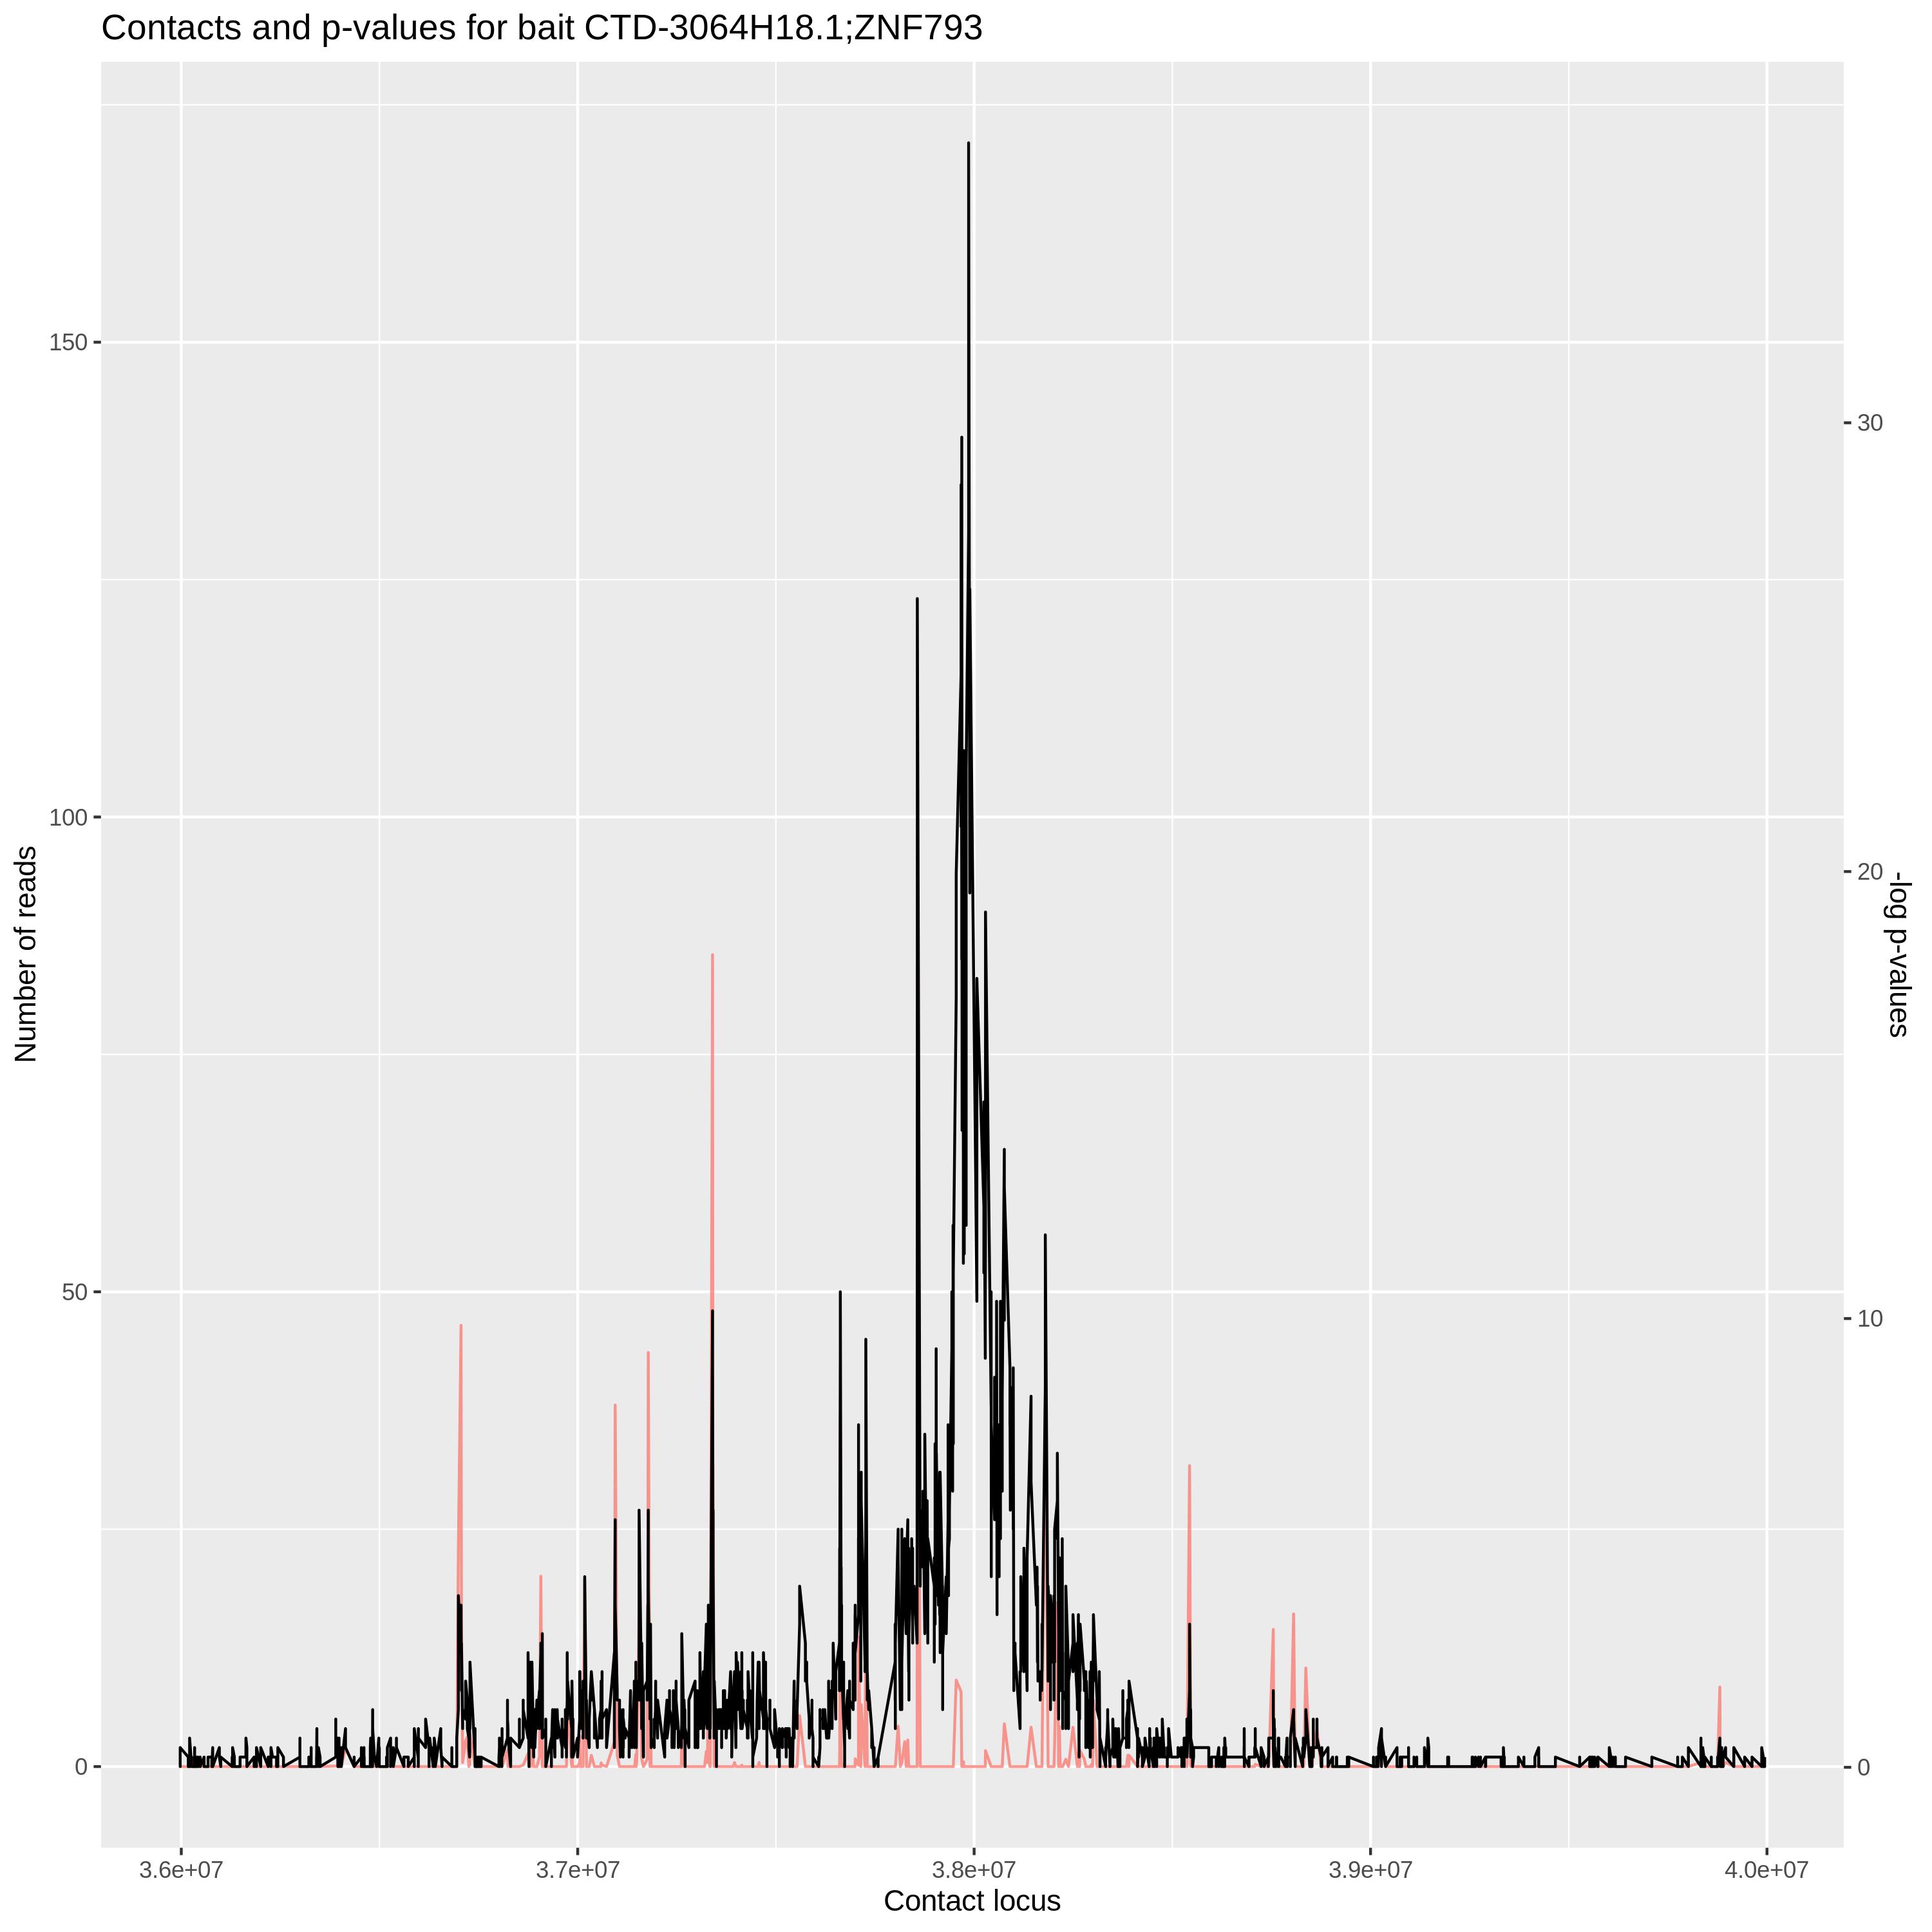 Contacts and p-values for bait CTD-3064H18.1;ZNF793
150
100
50
0
Number of reads
30
20
10
0
-log p-values
3.6e+07
3.7e+07
3.8e+07
3.9e+07
4.0e+07
Contact locus